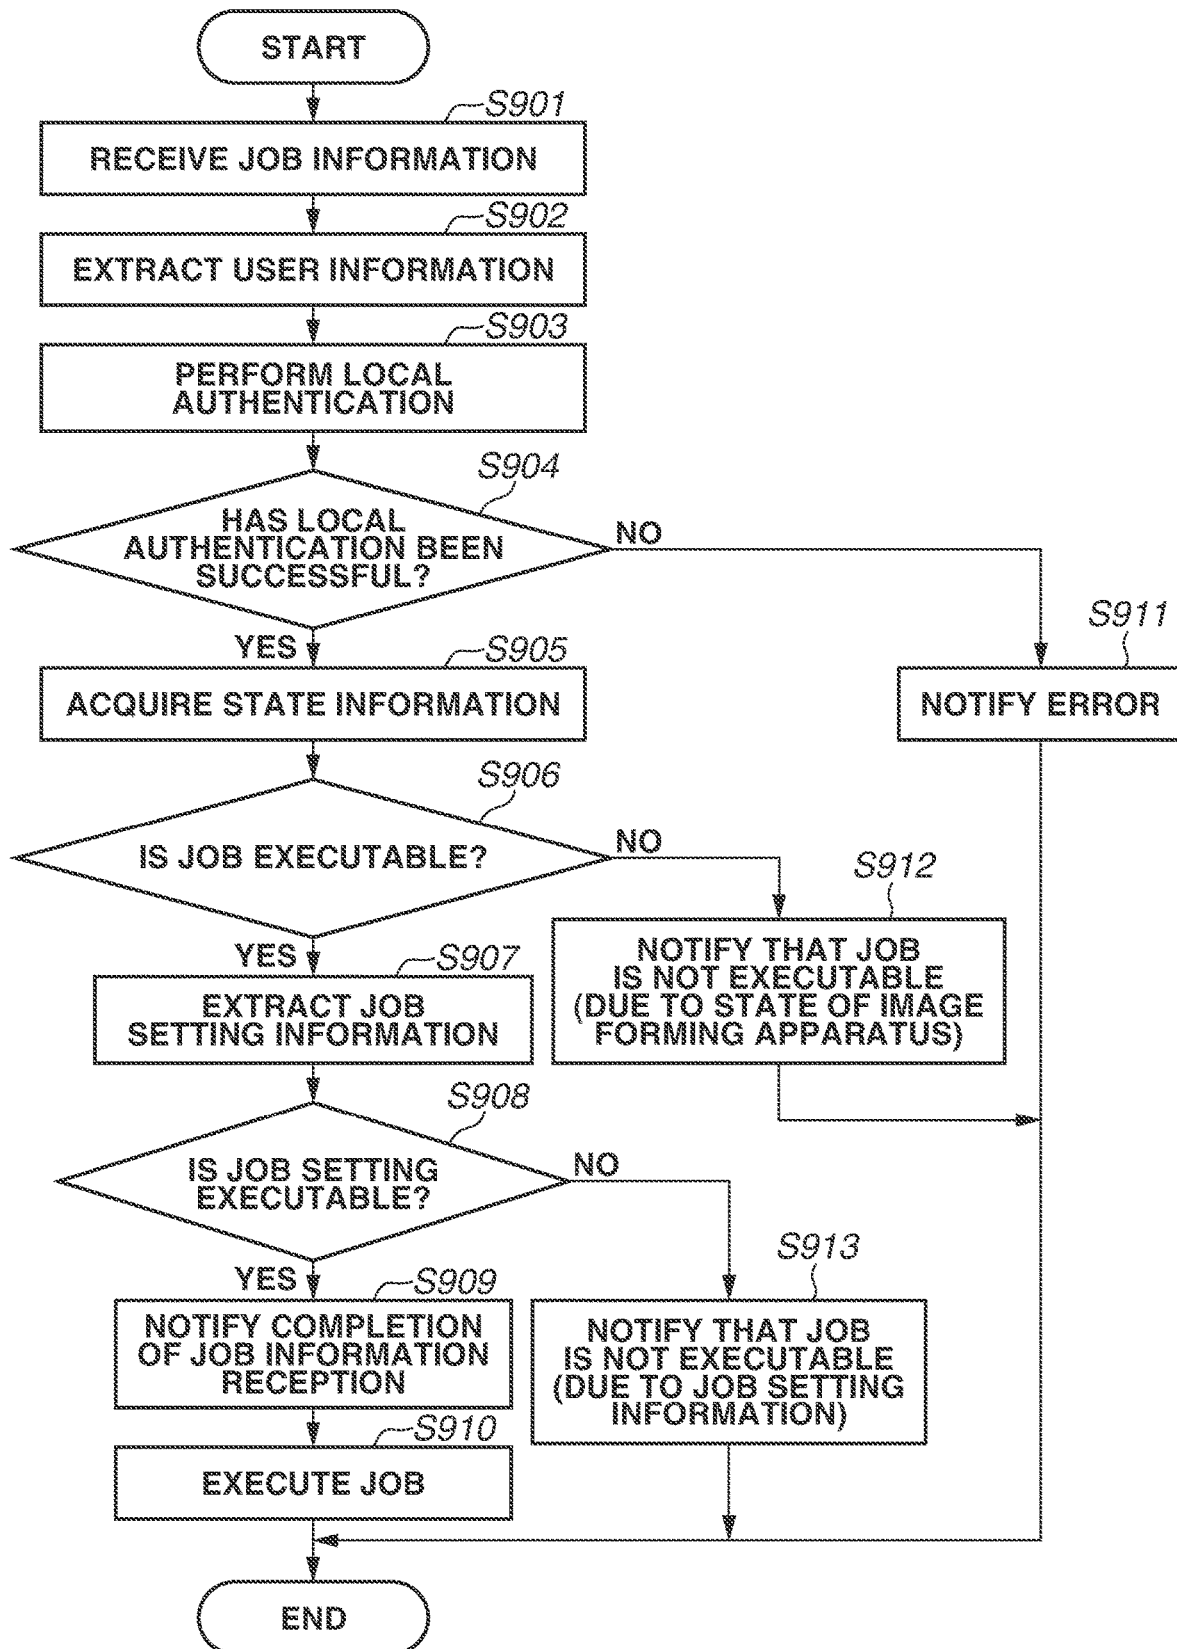 START
S901
RECEIVE JOB INFORMATION
S902
EXTRACT USER INFORMATION
S903
PERFORM LOCAL
AUTHENTICATION
S904
HAS LOCAL
AUTHENTICATION BEEN
SUCCESSFUL?
NO
YES
S905
ACQUIRE STATE INFORMATION
S911
NOTIFY ERROR
S906
IS JOB EXECUTABLE?
NO
YES
S912
NOTIFY THAT JOB
IS NOT EXECUTABLE
(DUE TO STATE OF IMAGE
FORMING APPARATUS)
S907
EXTRACT JOB
SETTING INFORMATION
S908
IS JOB SETTING
EXECUTABLE?
NO
YES
S909
NOTIFY COMPLETION
OF JOB INFORMATION
RECEPTION
S913
NOTIFY THAT JOB
IS NOT EXECUTABLE
(DUE TO JOB SETTING
INFORMATION)
S910
EXECUTE JOB
END